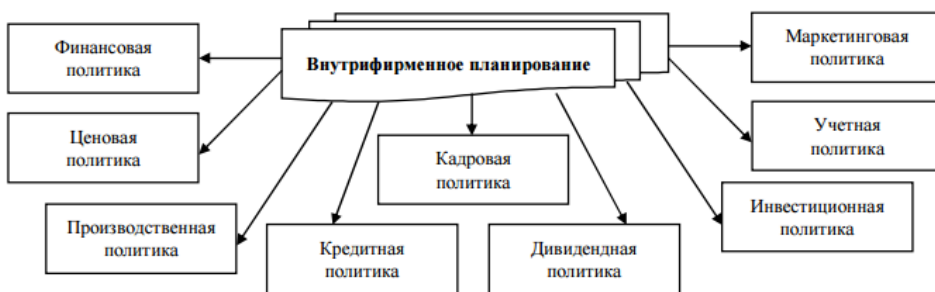 Финансовая
политика
Внутрифирменное планирование
Маркетинговая
политика
Ценовая
политика
Кадровая
политика
Учетная
политика
Производственная
политика
Кредитная
политика
Дивидендная
политика
Инвестиционная
политика